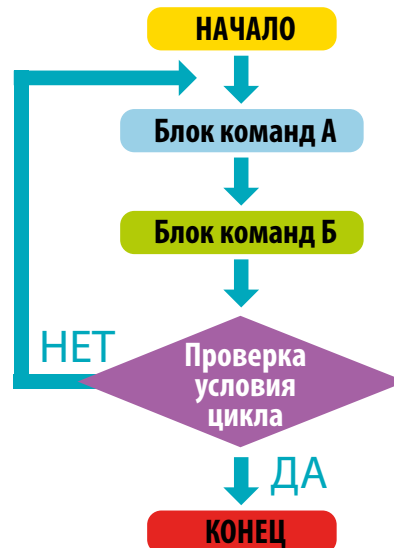 НАЧАЛО
Блок команд А
Блок команд Б
НЕТ
Проверка
условия
цикла
ДА
КОНЕЦ